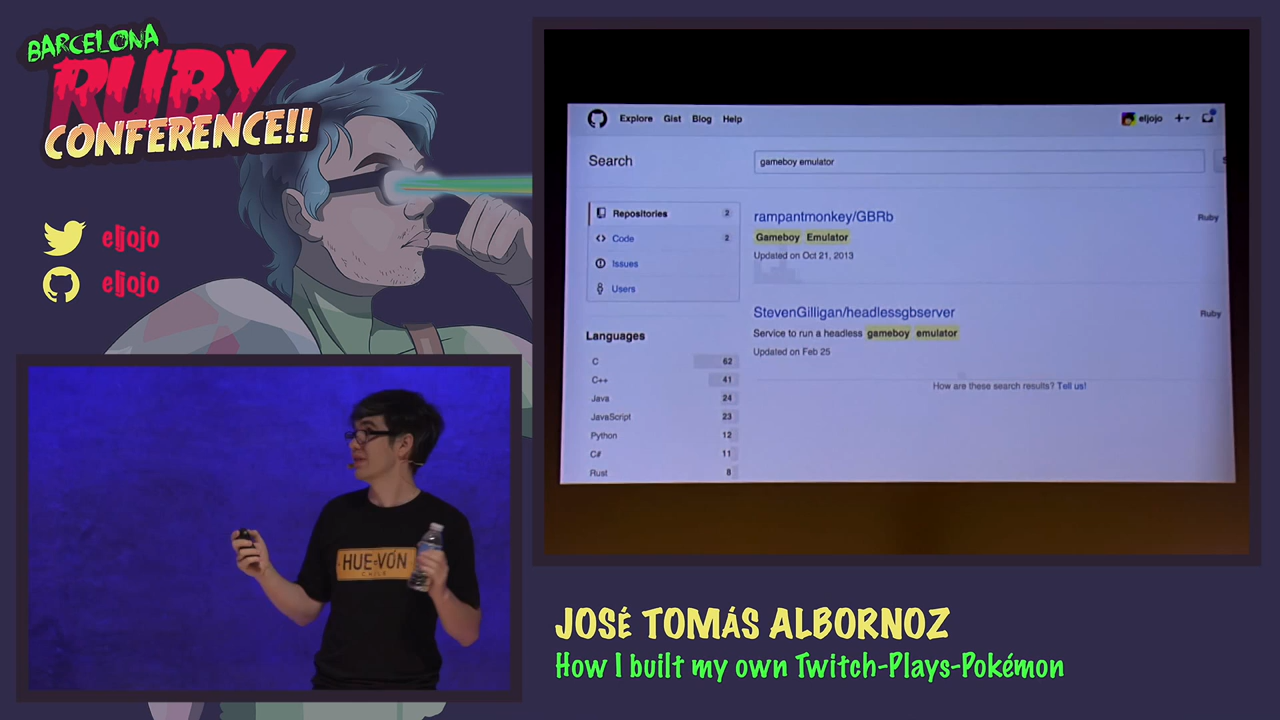 BARCELONA
RUBY
CONFERENCE!!
eljojo
eljojo
HUE=VÓN
CHILE
Explore Gist Blog Help
eljojo
Search
gameboy emulator
Repositories 2
Code 2
Issues
Users
rampantmonkey/GBRb
Ruby
Gameboy Emulator
Updated on Oct 21, 2013
StevenGilligan/headlessgbserver
Ruby
Service to run a headless gameboy emulator
Updated on Feb 25
How are these search results? Tell us!
Languages
C 62
C++ 41
Java 24
JavaScript 23
Python 12
C# 11
Rust 8
JOSÉ TOMÁS ALBORNOZ
How I built my own Twitch-Plays-Pokémon